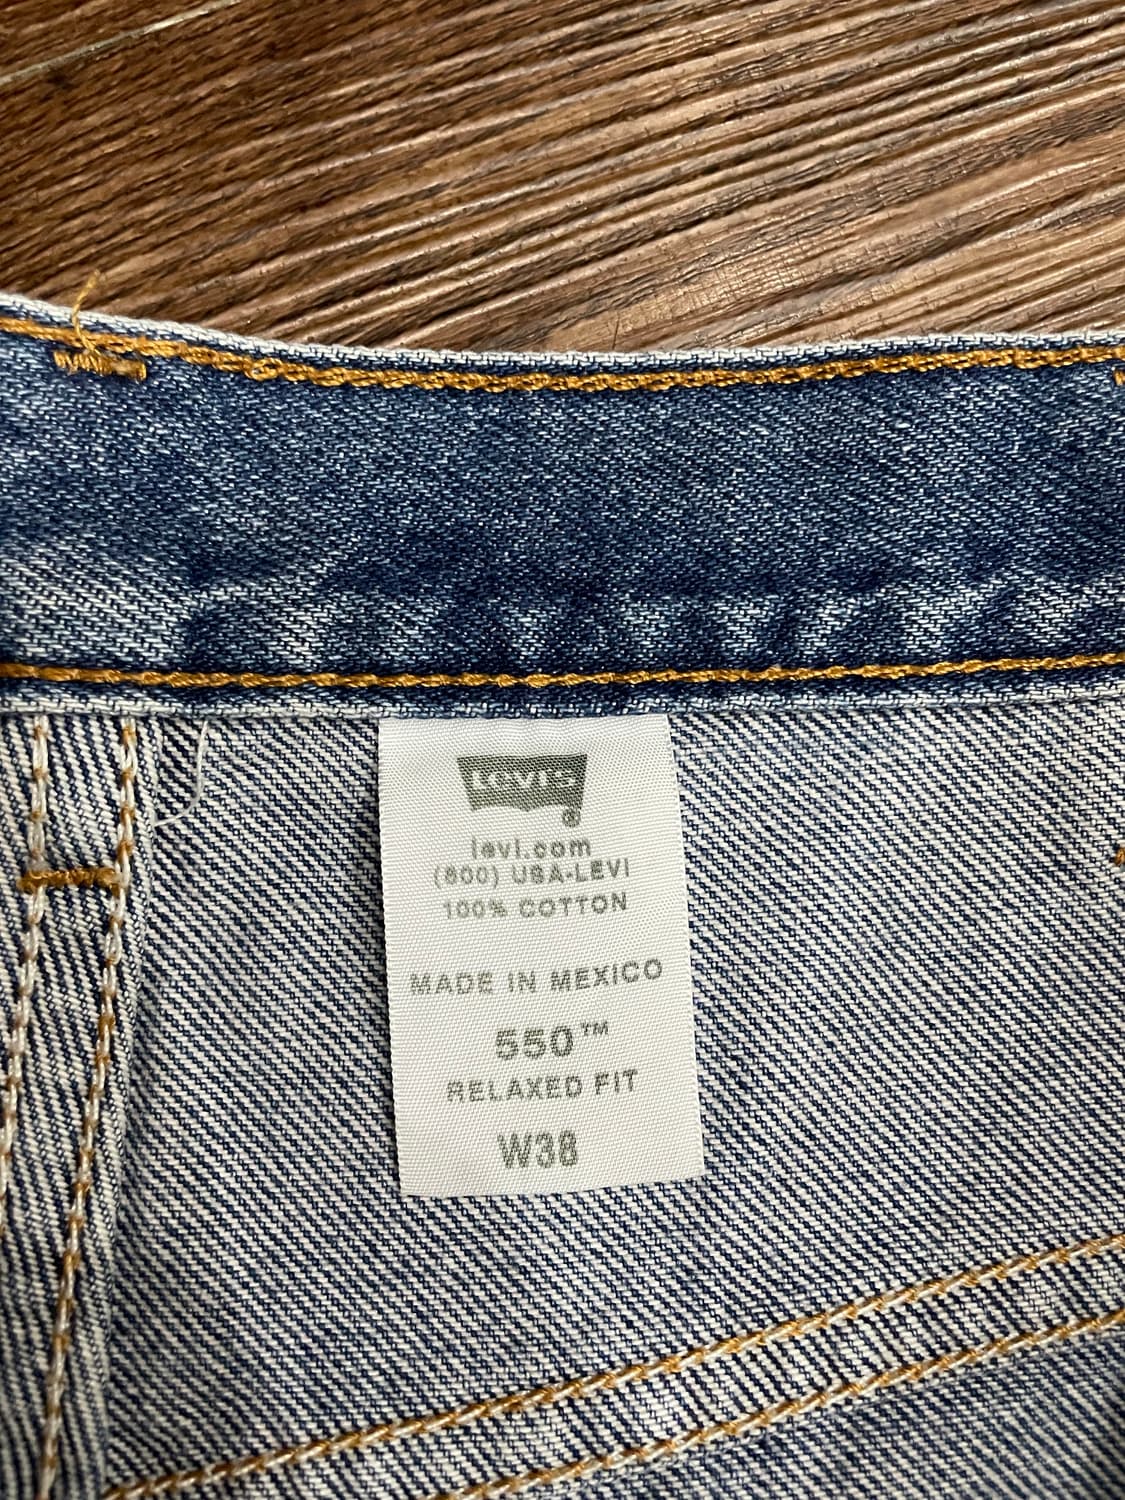 LEVI'S
®
levi.com
(800) USA-LEVI
100% COTTON
MADE IN MEXICO
550™
RELAXED FIT
W38